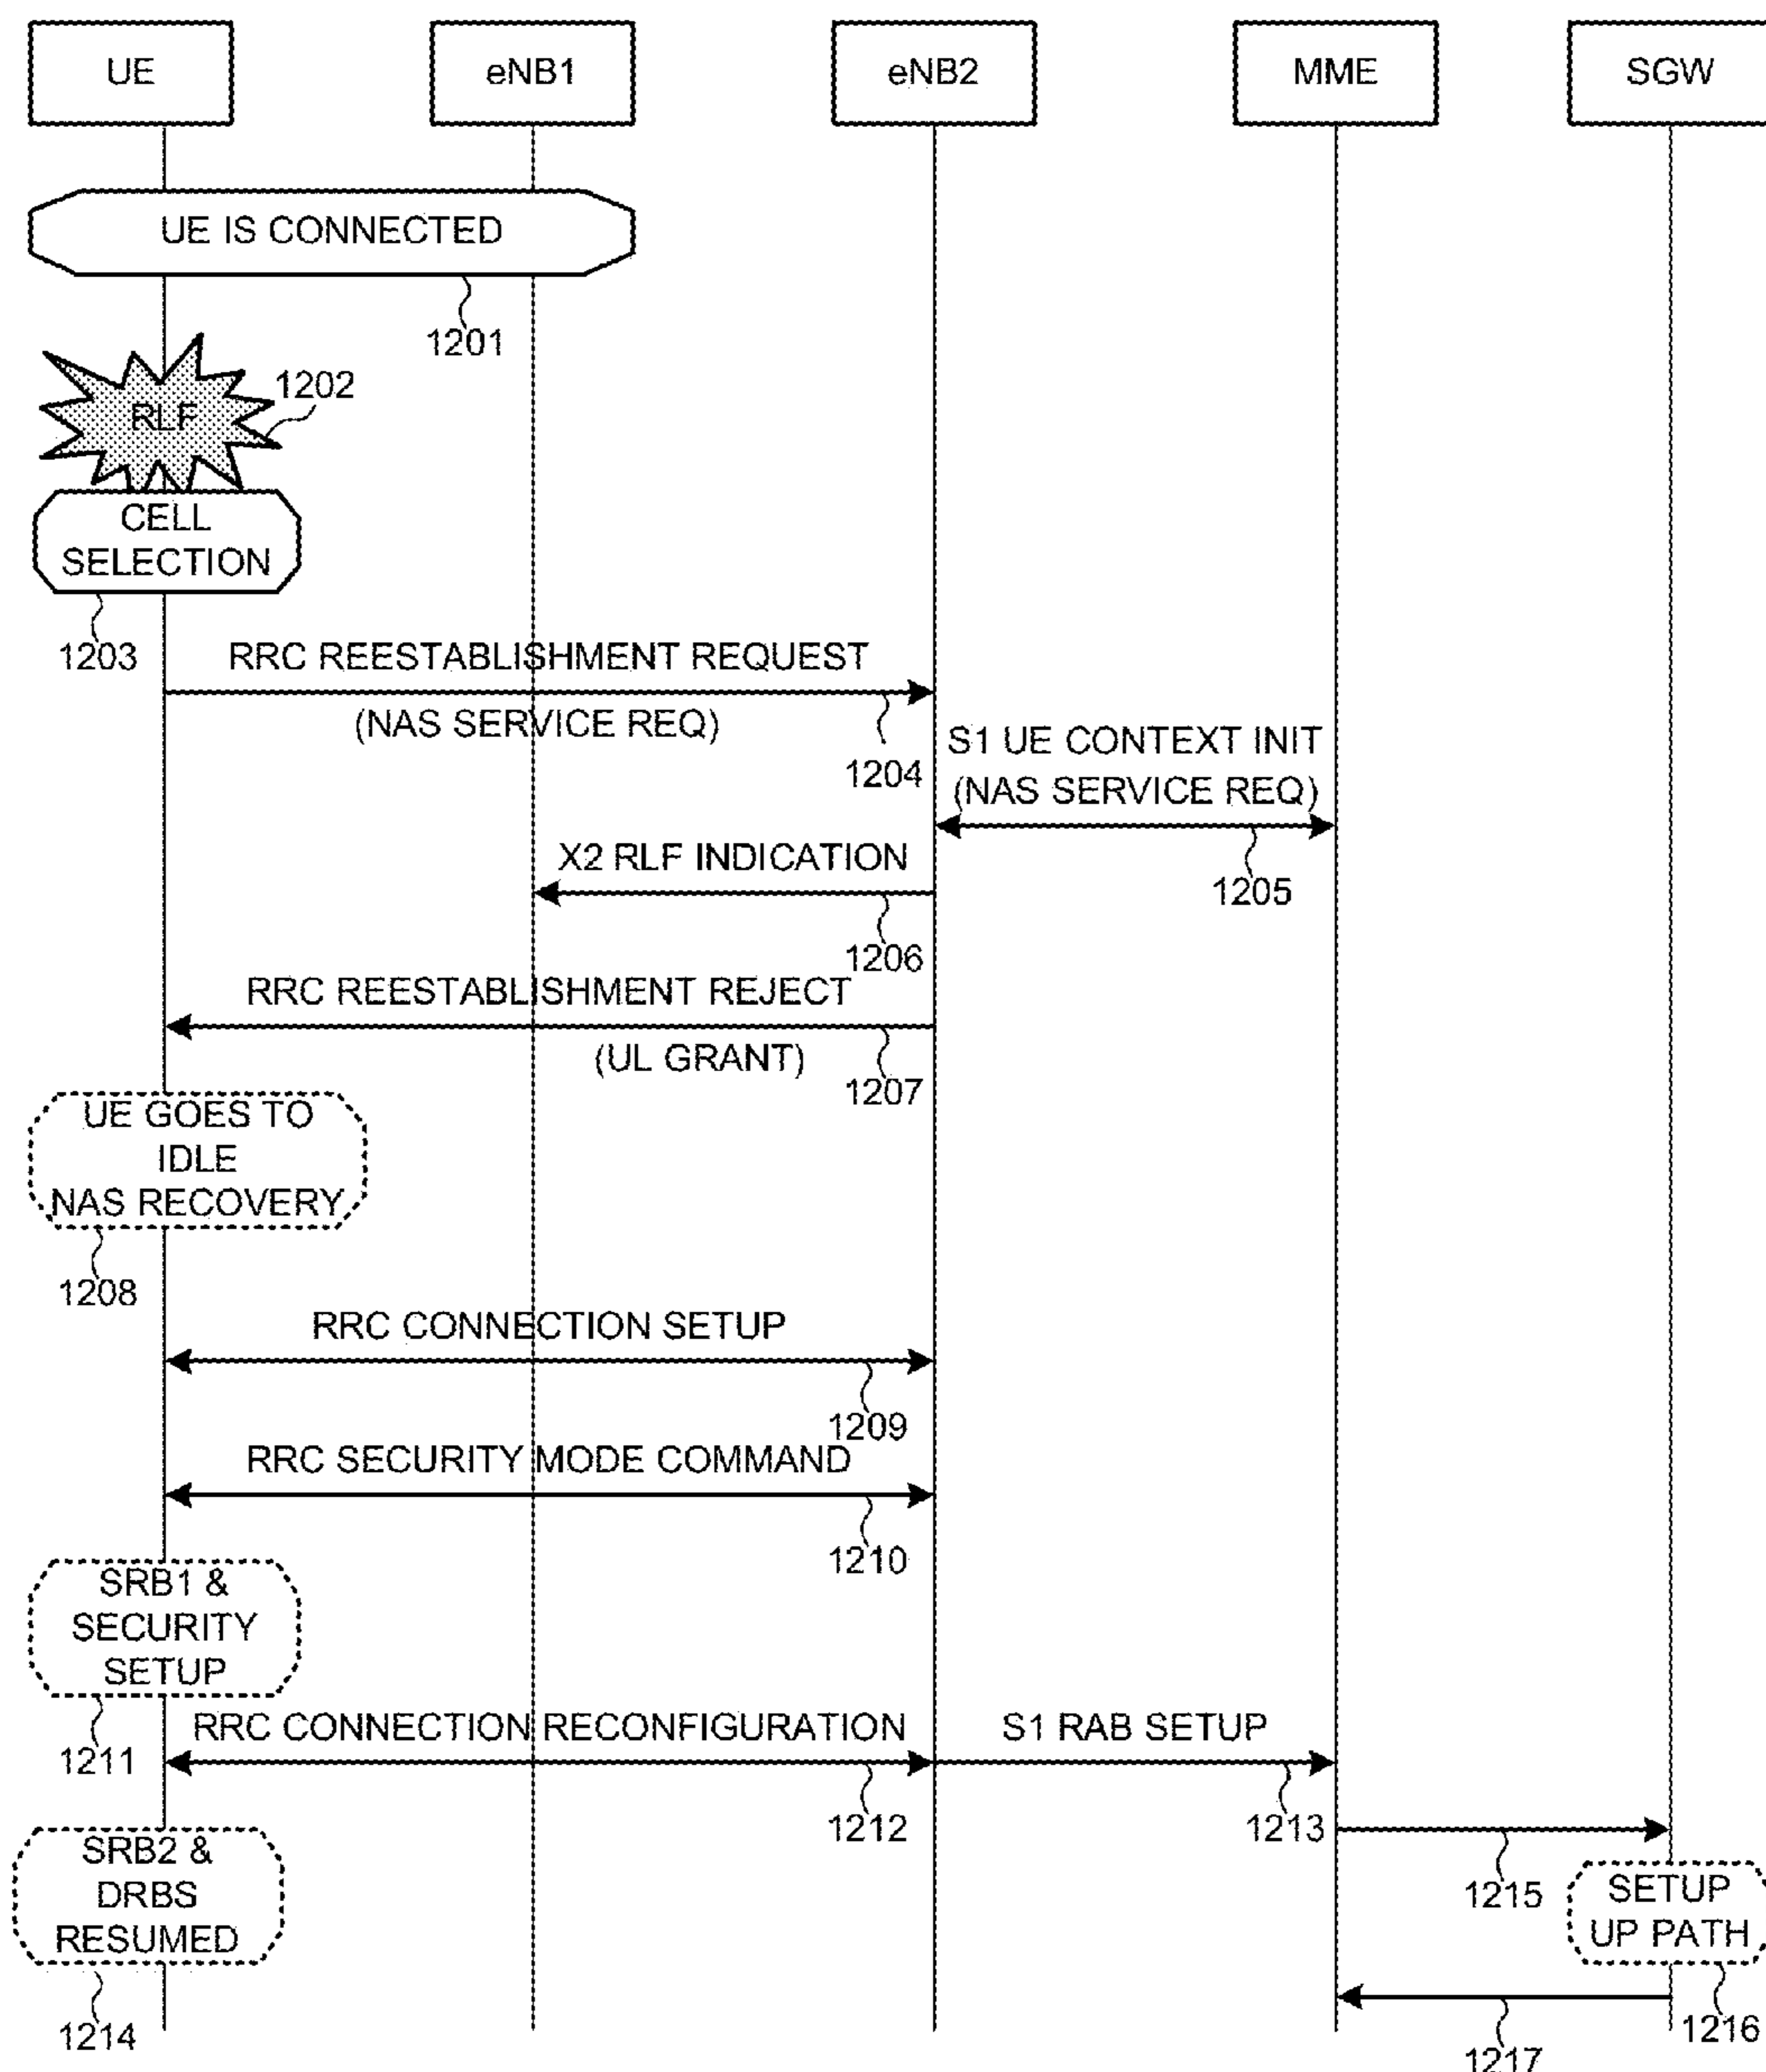 UE
eNB1
eNB2
MME
SGW
UE IS CONNECTED
1201
RLF
1202
CELL
SELECTION
1203
RRC REESTABLISHMENT REQUEST
(NAS SERVICE REQ)
1204
S1 UE CONTEXT INIT
(NAS SERVICE REQ)
1205
X2 RLF INDICATION
1206
RRC REESTABLISHMENT REJECT
(UL GRANT)
1207
UE GOES TO
IDLE
NAS RECOVERY
1208
RRC CONNECTION SETUP
1209
RRC SECURITY MODE COMMAND
1210
SRB1 &
SECURITY
SETUP
1211
RRC CONNECTION RECONFIGURATION
1212
S1 RAB SETUP
1213
SRB2 &
DRBS
RESUMED
1214
1215
SETUP
UP PATH
1216
1217